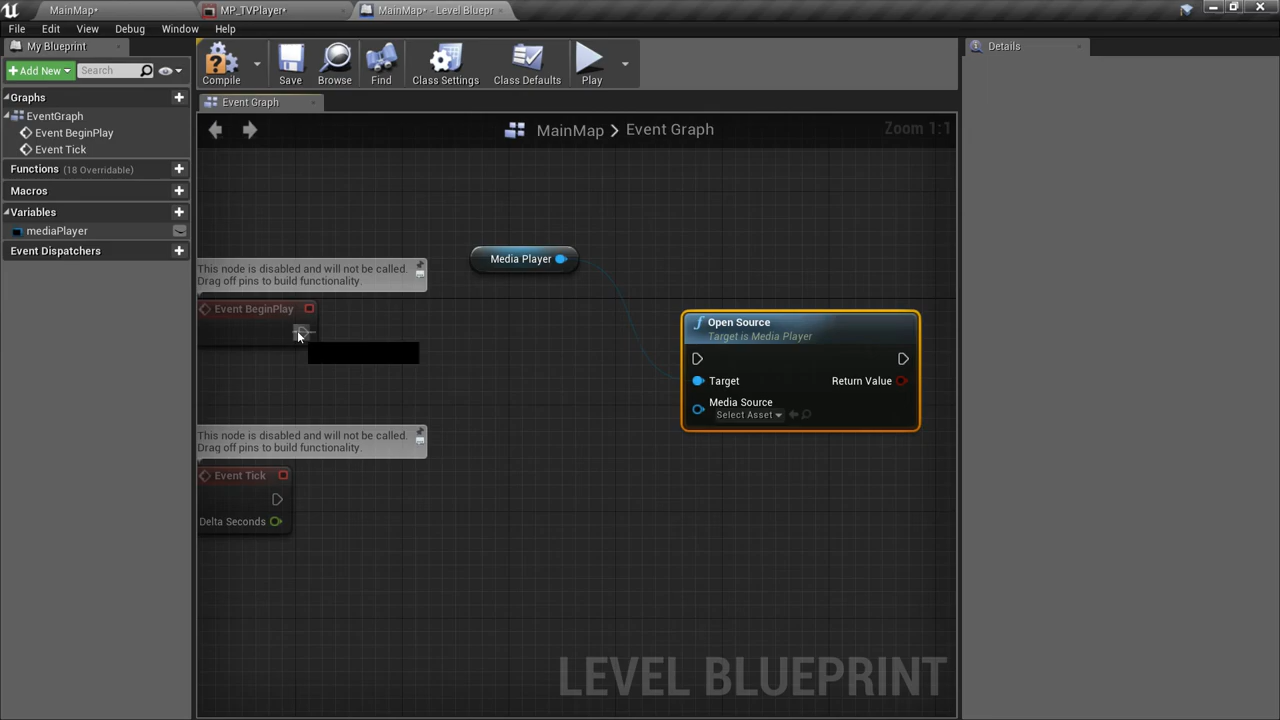 MainMap*
MP_TVPlayer*
MainMap* - Level Bluepr
File
Edit
View
Debug
Window
Help
My Blueprint
Details
Add New
Search
Compile
Save
Browse
Find
Class Settings
Class Defaults
Play
Graphs
Event Graph
EventGraph
Event BeginPlay
Event Tick
MainMap > Event Graph
Zoom 1:1
Functions (18 Overridable)
Macros
Variables
mediaPlayer
Event Dispatchers
This node is disabled and will not be called.
Drag off pins to build functionality.
Event BeginPlay
Media Player
Open Source
Target is Media Player
Target
Return Value
Media Source
Select Asset
This node is disabled and will not be called.
Drag off pins to build functionality.
Event Tick
Delta Seconds
LEVEL BLUEPRINT